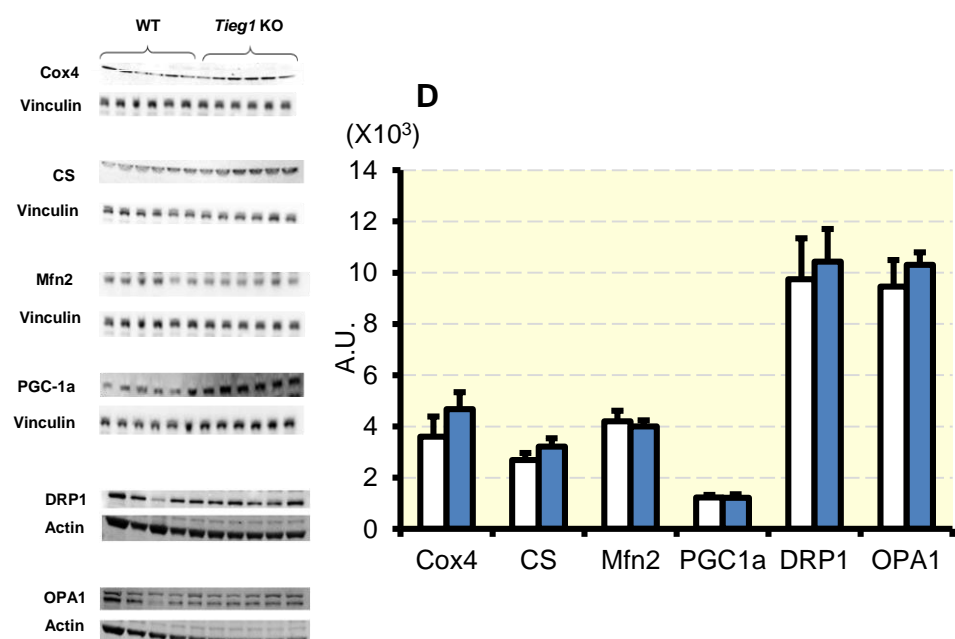 WT Tieg1 KO
Cox4
Vinculin
CS
Vinculin
Mfn2
Vinculin
PGC-1a
Vinculin
DRP1
Actin
OPA1
Actin
D
(X10³)
14
12
10
8
6
4
2
0
A.U.
Cox4 CS Mfn2 PGC1a DRP1 OPA1